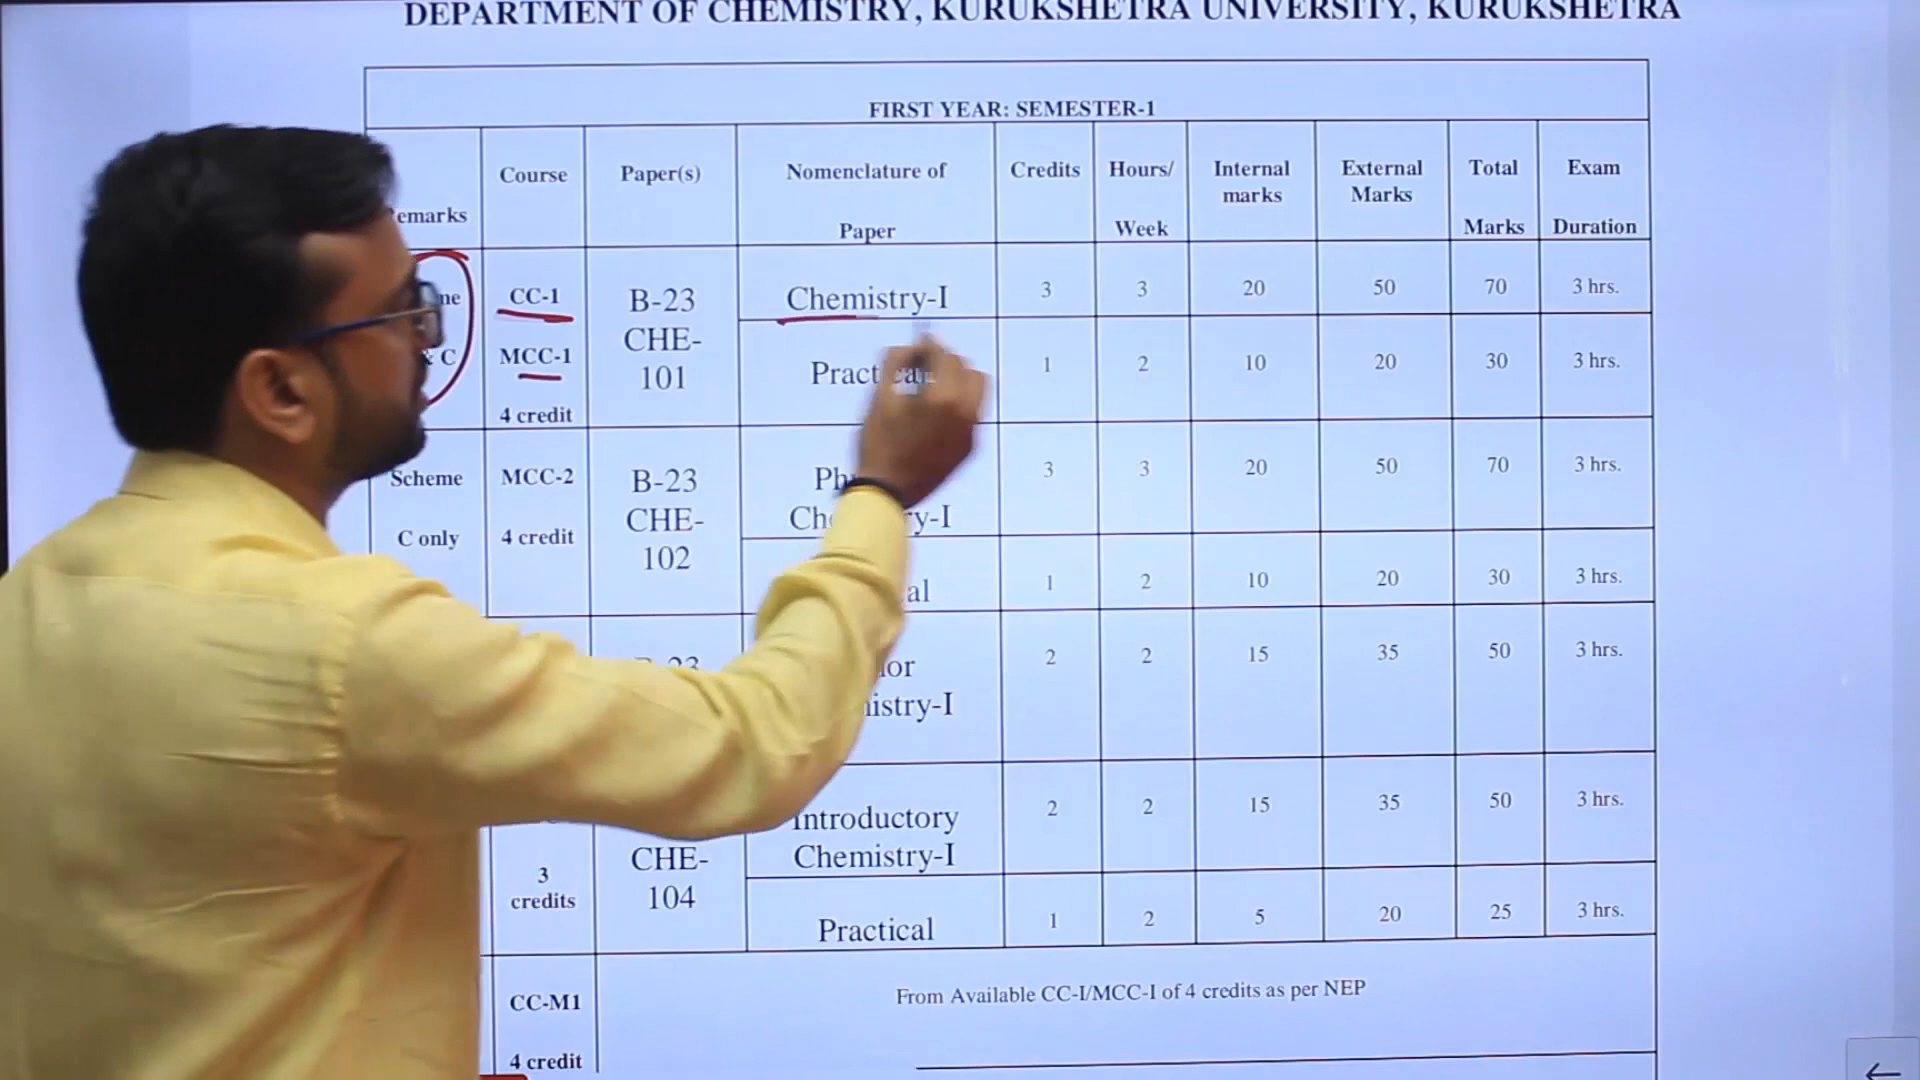 DEPARTMENT OF CHEMISTRY, KURUKSHETRA UNIVERSITY, KURUKSHETRA
FIRST YEAR: SEMESTER-1
emarks Course Paper(s) Nomenclature of Paper Credits Hours/ Week Internal marks External Marks Total Marks Exam Duration
C CC-1 MCC-1 4 credit B-23 CHE-101 Chemistry-I 3 3 20 50 70 3 hrs.
1 2 10 20 30 3 hrs.
Scheme C only MCC-2 4 credit B-23 CHE-102 y-I 3 3 20 50 70 3 hrs.
al 1 2 10 20 30 3 hrs.
istry-I 2 2 15 35 50 3 hrs.
3 credits CHE-104 Introductory Chemistry-I 2 2 15 35 50 3 hrs.
Practical 1 2 5 20 25 3 hrs.
CC-M1 4 credit From Available CC-I/MCC-I of 4 credits as per NEP